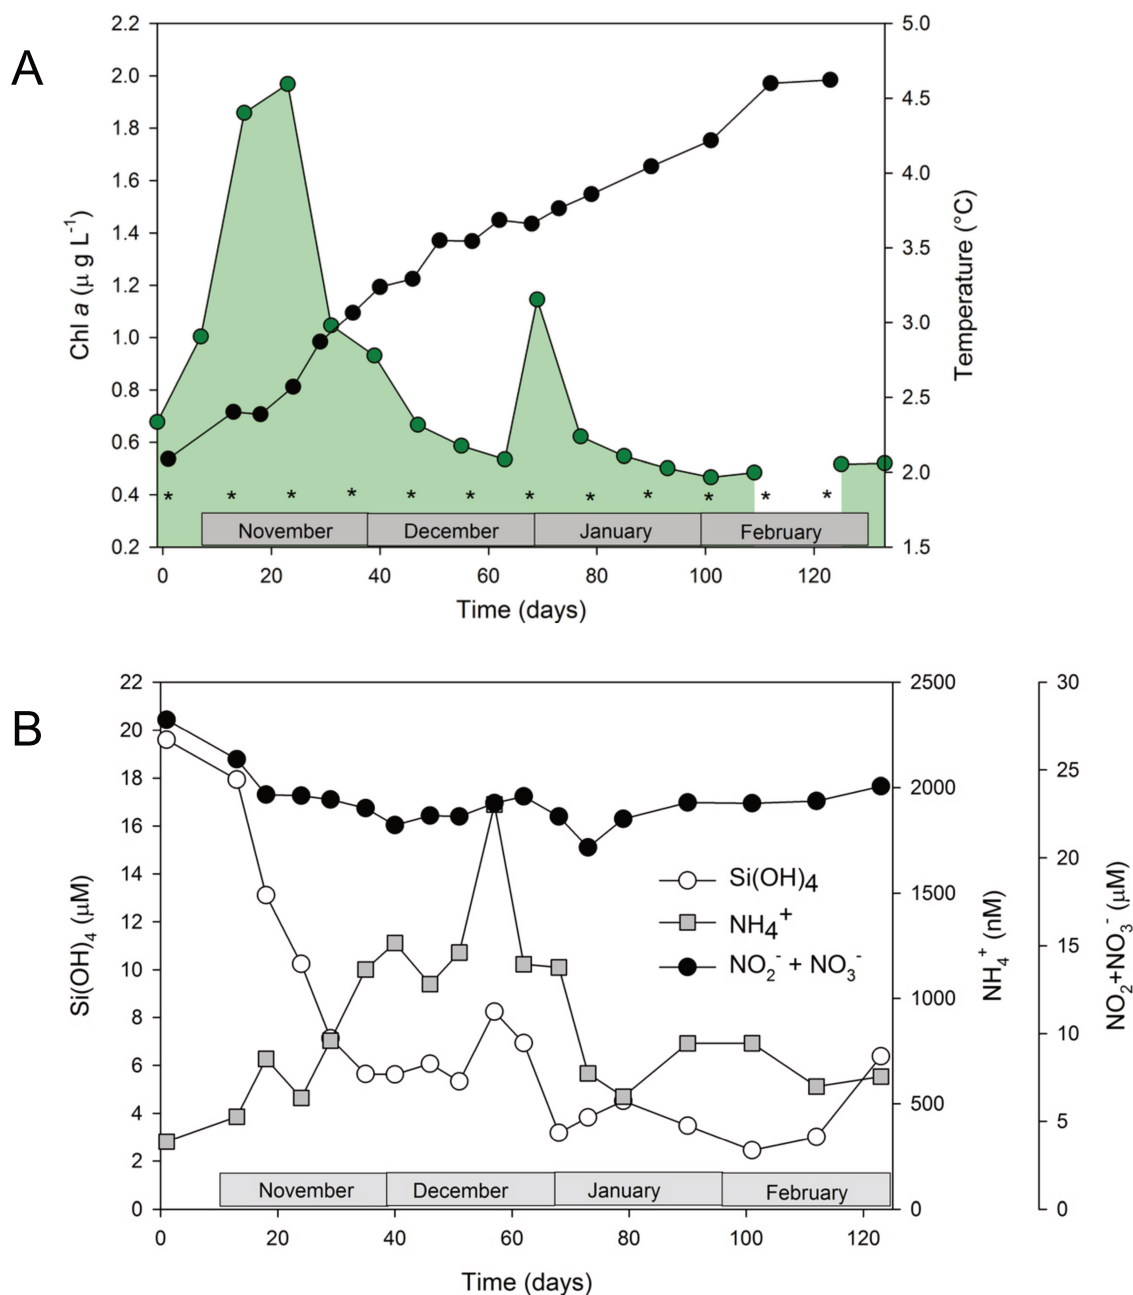 A
2.2
2.0
1.8
1.6
1.4
1.2
1.0
0.8
0.6
0.4
0.2
Chl a (μ g L⁻¹)
5.0
4.5
4.0
3.5
3.0
2.5
2.0
1.5
Temperature (°C)
* * * * * * * * * * * *
November December January February
0 20 40 60 80 100 120
Time (days)
B
22
20
18
16
14
12
10
8
6
4
2
0
Si(OH)₄ (μM)
2500
2000
1500
1000
500
0
NH₄⁺ (nM)
30
25
20
15
10
5
0
NO₂⁻+NO₃⁻ (μM)
Si(OH)₄
NH₄⁺
NO₂⁻ + NO₃⁻
November December January February
0 20 40 60 80 100 120
Time (days)